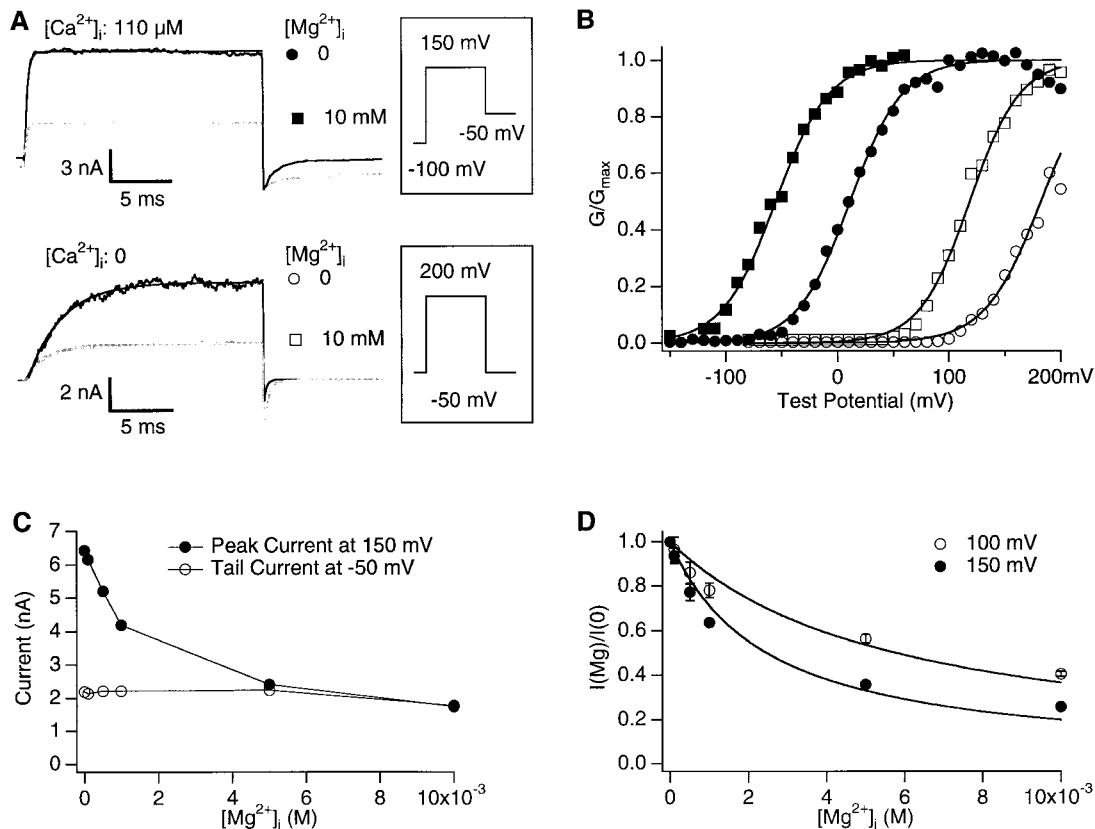 A
[Ca²⁺]ᵢ: 110 µM
[Mg²⁺]ᵢ
0
10 mM
3 nA
5 ms
150 mV
-50 mV
-100 mV
[Ca²⁺]ᵢ: 0
[Mg²⁺]ᵢ
0
10 mM
2 nA
5 ms
200 mV
-50 mV
B
1.0
0.8
0.6
0.4
0.2
0.0
G/Gmax
-100
0
100
200mV
Test Potential (mV)
C
7
6
5
4
3
2
1
0
Current (nA)
Peak Current at 150 mV
Tail Current at -50 mV
0
2
4
6
8
10x10⁻³
[Mg²⁺]ᵢ (M)
D
1.0
0.8
0.6
0.4
0.2
0.0
I(Mg)/I(0)
100 mV
150 mV
0
2
4
6
8
10x10⁻³
[Mg²⁺]ᵢ (M)